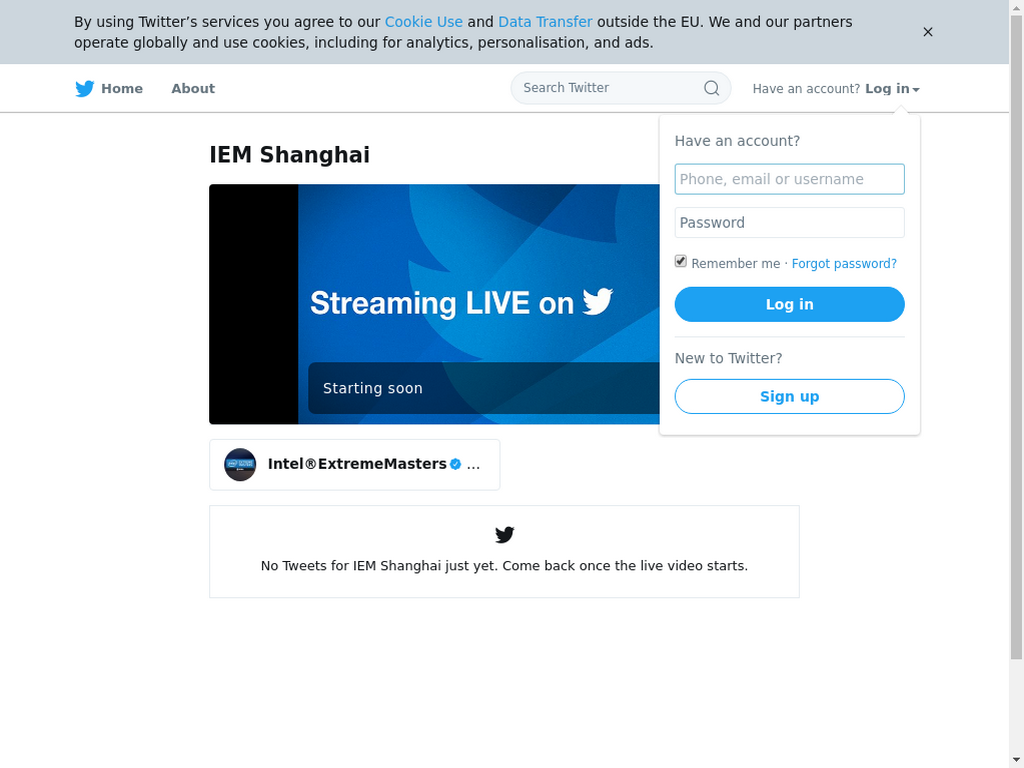 By using Twitter’s services you agree to our Cookie Use and Data Transfer outside the EU. We and our partners
operate globally and use cookies, including for analytics, personalisation, and ads.
Home
About
Search Twitter
Have an account? Log in
IEM Shanghai
Have an account?
Phone, email or username
Password
Remember me · Forgot password?
Log in
New to Twitter?
Sign up
Streaming LIVE on
Starting soon
Intel®ExtremeMasters ...
No Tweets for IEM Shanghai just yet. Come back once the live video starts.